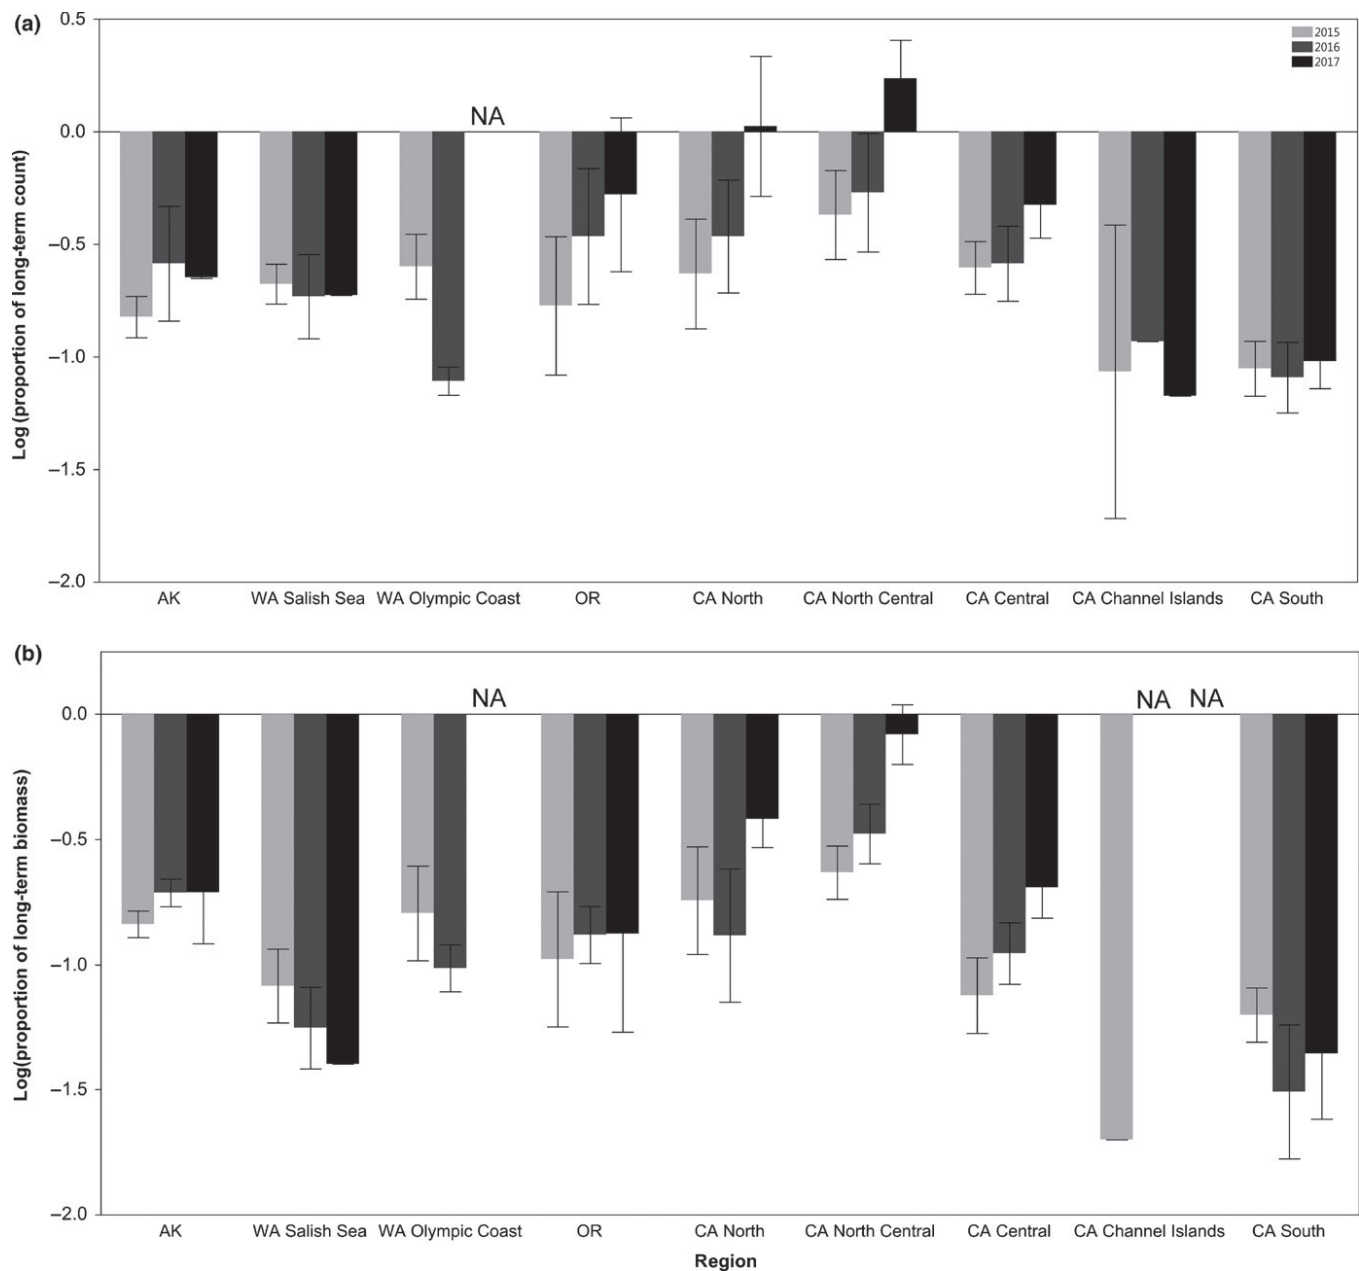 (a)
0.5
2015
2016
2017
NA
0.0
–0.5
–1.0
–1.5
–2.0
Log (proportion of long-term count)
AK WA Salish Sea WA Olympic Coast OR CA North CA North Central CA Central CA Channel Islands CA South
(b)
NA NA NA
0.0
–0.5
–1.0
–1.5
–2.0
Log(proportion of long-term biomass)
AK WA Salish Sea WA Olympic Coast OR CA North CA North Central CA Central CA Channel Islands CA South
Region